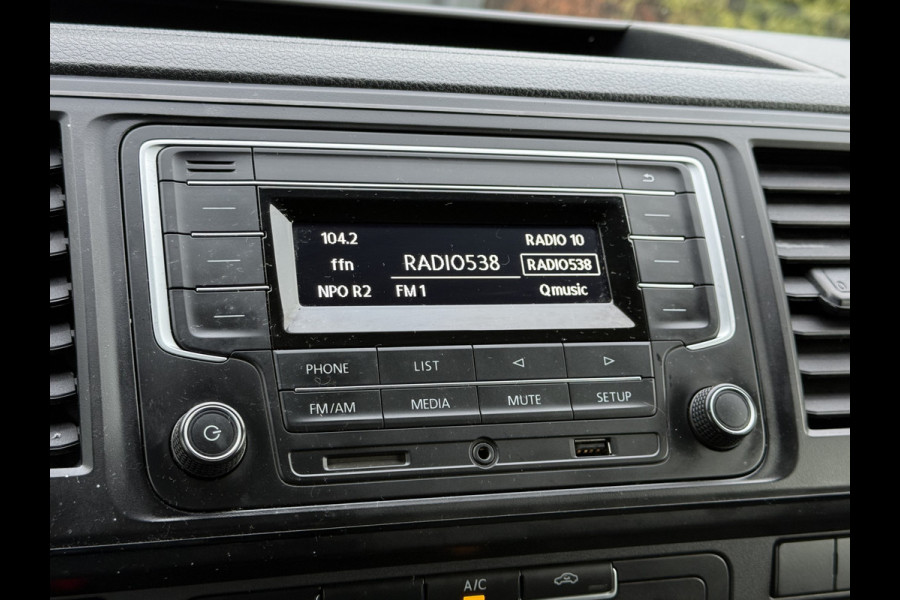 104.2 RADIO 10
ffn RADIO538 RADIO538
NPO R2 FM 1 Qmusic
PHONE LIST
FM/AM MEDIA MUTE SETUP
A/C